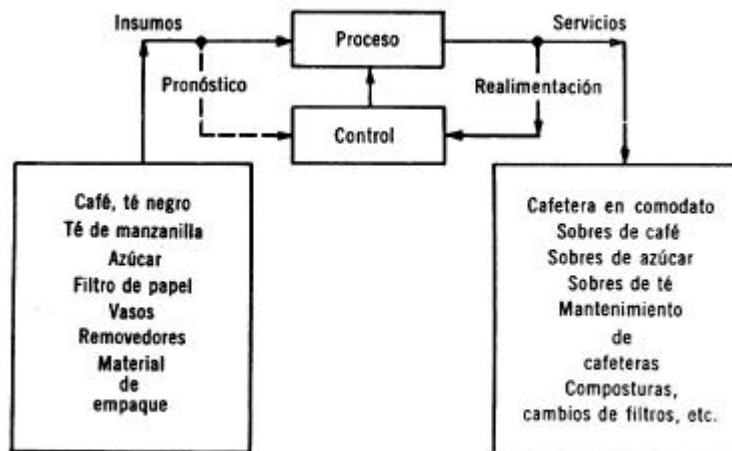 Insumos
Proceso
Servicios
Pronóstico
Realimentación
Control
Café, té negro
Té de manzanilla
Azúcar
Filtro de papel
Vasos
Removedores
Material
de
empaque
Cafetera en comodato
Sobres de café
Sobres de azúcar
Sobres de té
Mantenimiento
de
cafeteras
Composturas,
cambios de filtros, etc.